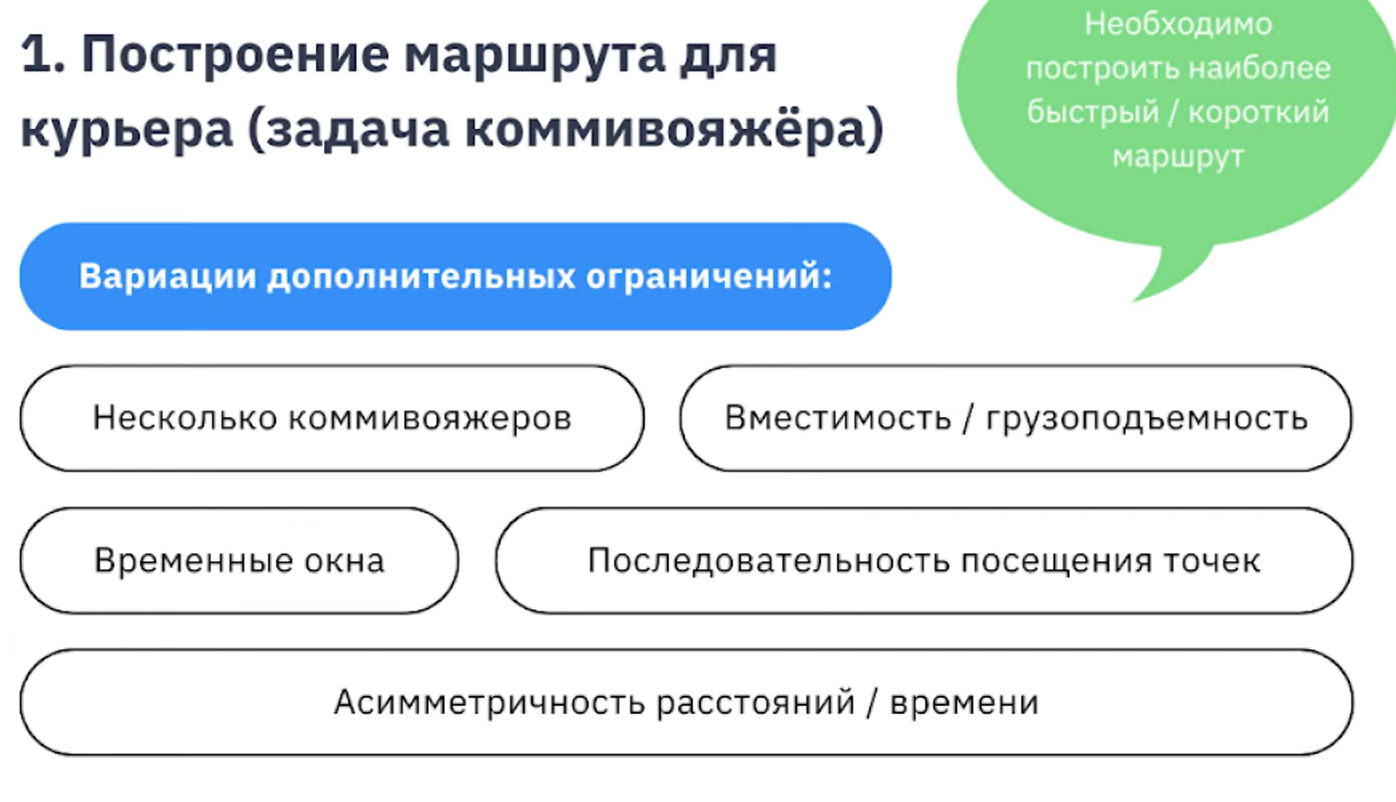 1. Построение маршрута для
курьера (задача коммивояжёра)
Необходимо
построить наиболее
быстрый / короткий
маршрут
Вариации дополнительных ограничений:
Несколько коммивояжеров
Вместимость / грузоподъемность
Временные окна
Последовательность посещения точек
Асимметричность расстояний / времени